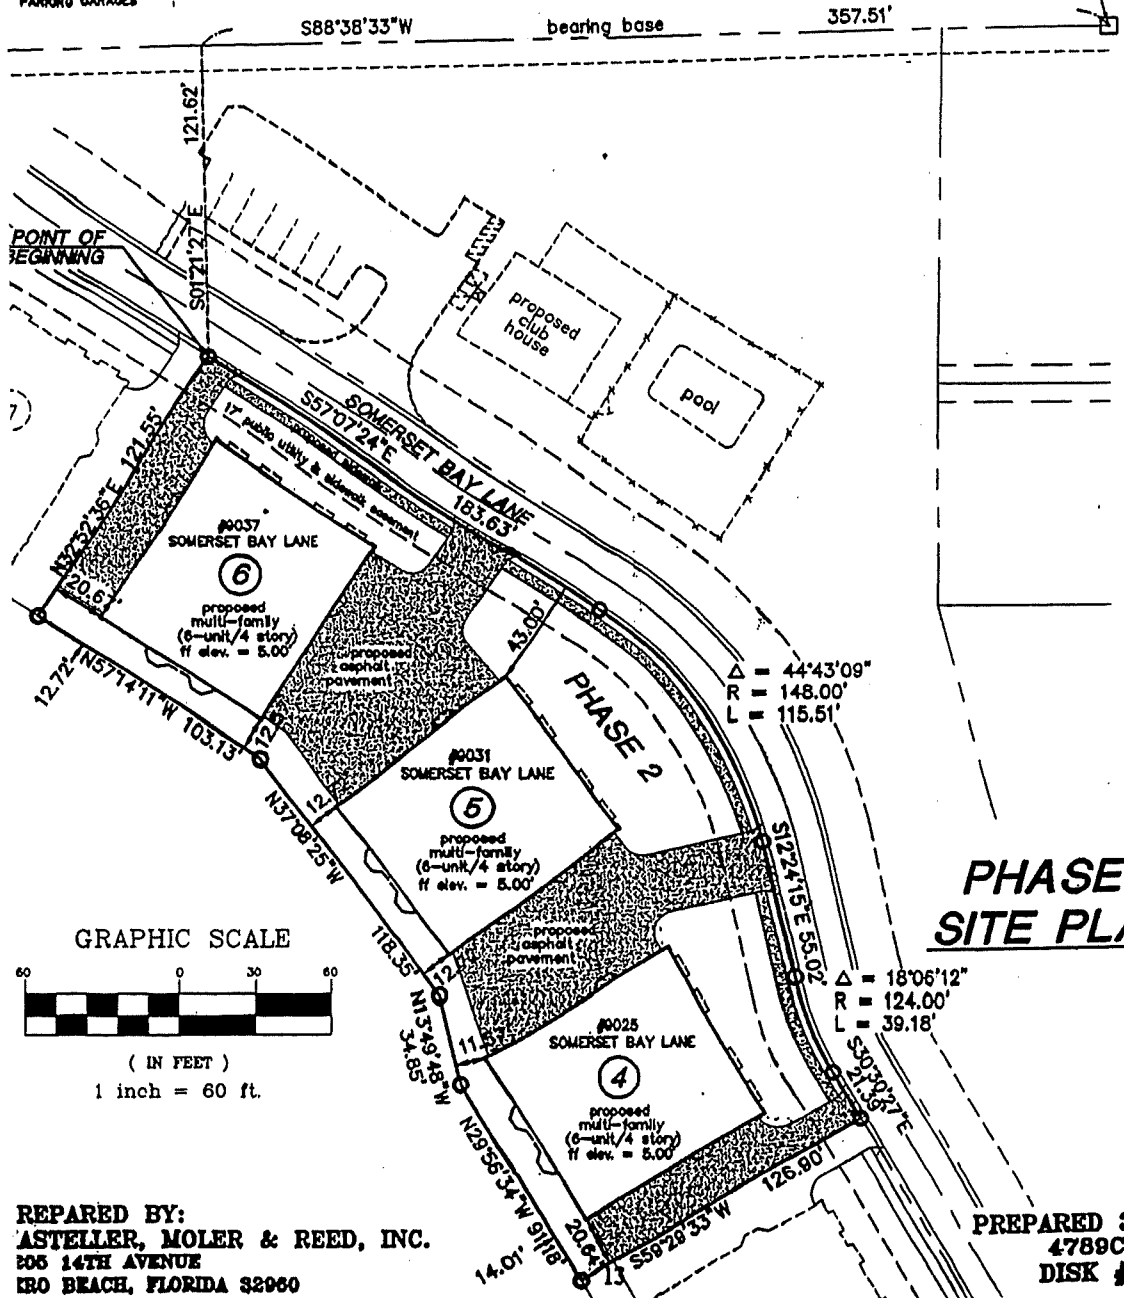 PARKING GARAGES
S88°38'33"W
bearing base
357.51'
121.62'
S01°21'27"E
POINT OF
BEGINNING
proposed
club
house
pool
SOMERSET BAY LANE
S57°07'24"E
183.63'
17' public utility & sidewalk easement
proposed sidewalk
N32°52'36"E 121.55'
20.67'
12.72'
N57°14'11"W 103.13'
#9037
SOMERSET BAY LANE
6
proposed
multi-family
(6-unit/4 story)
ff elev. = 5.00'
proposed
asphalt
pavement
43.00'
PHASE 2
Δ = 44°43'09"
R = 148.00'
L = 115.51'
#9031
SOMERSET BAY LANE
5
proposed
multi-family
(6-unit/4 story)
ff elev. = 5.00'
12'
N37°08'25"W
118.35'
S12°24'15"E 55.02'
PHASE
SITE PLA
proposed
asphalt
pavement
12'
Δ = 18°06'12"
R = 124.00'
L = 39.18'
N13°49'48"W
34.85'
#9025
SOMERSET BAY LANE
4
proposed
multi-family
(6-unit/4 story)
ff elev. = 5.00'
S30°30'27"E
21.39'
N29°56'34"W 91.18'
14.01'
20.64'
13
S59°29'33"W
126.90'
GRAPHIC SCALE
60 0 30 60
( IN FEET )
1 inch = 60 ft.
REPARED BY:
ASTELLER, MOLER & REED, INC.
205 14TH AVENUE
ERO BEACH, FLORIDA 32960
PREPARED
4789C
DISK #